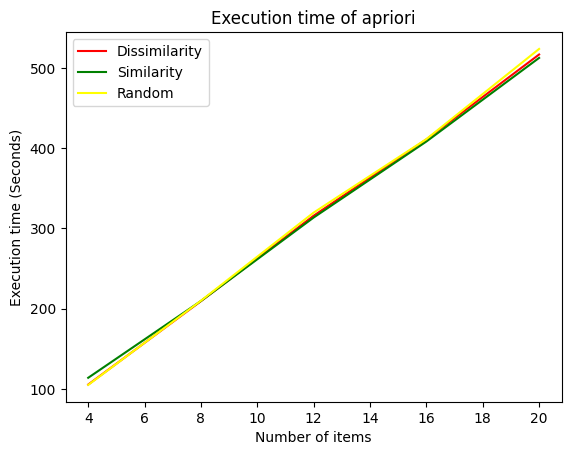 Execution time of apriori
Dissimilarity
Similarity
Random
Execution time (Seconds)
500
400
300
200
100
4 6 8 10 12 14 16 18 20
Number of items